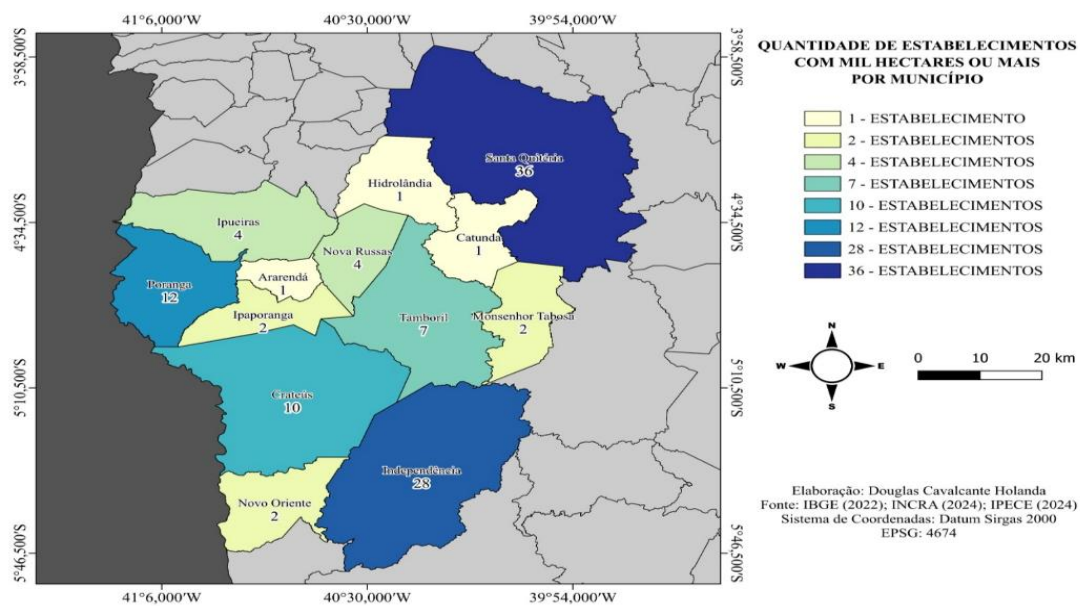 41°6,000'W 40°30,000'W 39°54,000'W
3°58,500'S
3°58,500'S
4°34,500'S
4°34,500'S
5°10,500'S
5°10,500'S
5°46,500'S
5°46,500'S
Santa Quitéria
36
Hidrolândia
1
Ipueiras
4
Nova Russas
4
Catunda
1
Ararendá
1
Poranga
12
Ipaporanga
2
Tamboril
7
Monsenhor Tabosa
2
Crateús
10
Independência
28
Novo Oriente
2
41°6,000'W 40°30,000'W 39°54,000'W
QUANTIDADE DE ESTABELECIMENTOS
COM MIL HECTARES OU MAIS
POR MUNICÍPIO
1 - ESTABELECIMENTO
2 - ESTABELECIMENTOS
4 - ESTABELECIMENTOS
7 - ESTABELECIMENTOS
10 - ESTABELECIMENTOS
12 - ESTABELECIMENTOS
28 - ESTABELECIMENTOS
36 - ESTABELECIMENTOS
N
W E
S
0 10 20 km
Elaboração: Douglas Cavalcante Holanda
Fonte: IBGE (2022); INCRA (2024); IPECE (2024)
Sistema de Coordenadas: Datum Sirgas 2000
EPSG: 4674